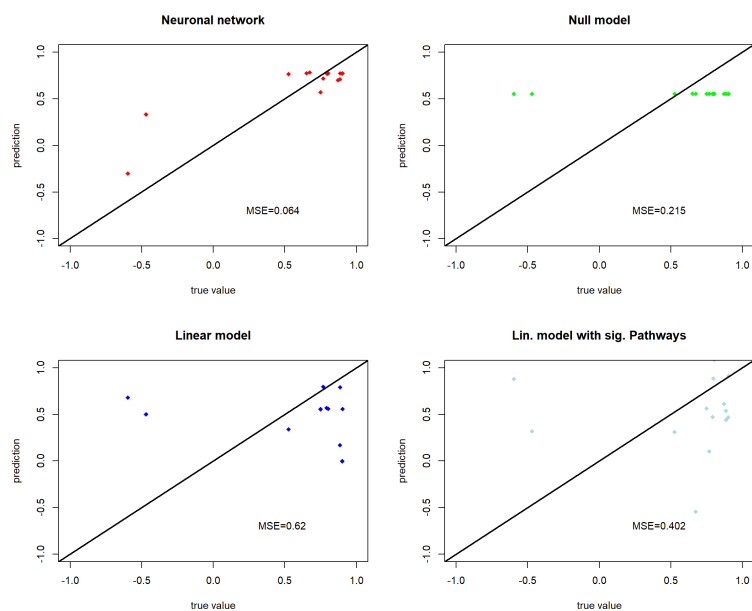 Neuronal network
prediction
1.0
0.5
0.0
-0.5
-1.0
MSE=0.064
-1.0 -0.5 0.0 0.5 1.0
true value
Null model
prediction
1.0
0.5
0.0
-0.5
-1.0
MSE=0.215
-1.0 -0.5 0.0 0.5 1.0
true value
Linear model
prediction
1.0
0.5
0.0
-0.5
-1.0
MSE=0.62
-1.0 -0.5 0.0 0.5 1.0
true value
Lin. model with sig. Pathways
prediction
1.0
0.5
0.0
-0.5
-1.0
MSE=0.402
-1.0 -0.5 0.0 0.5 1.0
true value